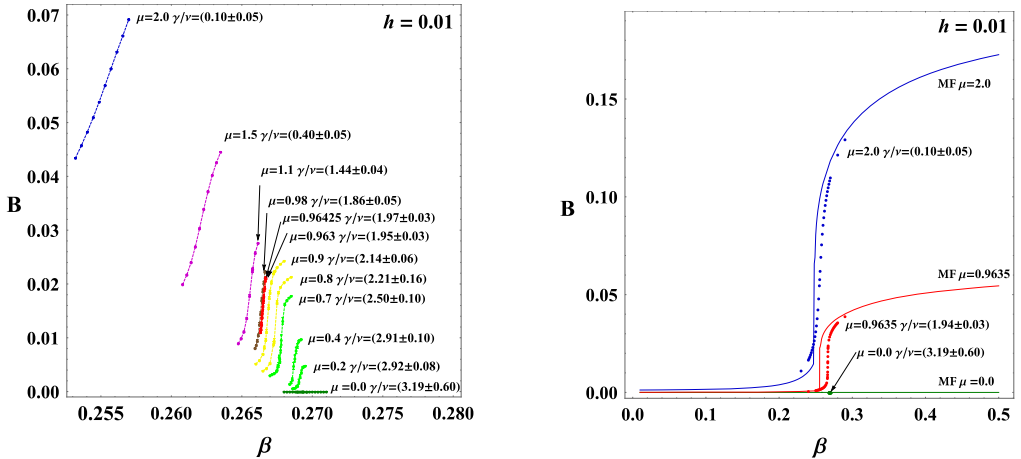 h = 0.01
0.07
0.06
0.05
0.04
0.03
0.02
0.01
0.00
B
μ=2.0 γ/ν=(0.10±0.05)
μ=1.5 γ/ν=(0.40±0.05)
μ=1.1 γ/ν=(1.44±0.04)
μ=0.98 γ/ν=(1.86±0.05)
μ=0.96425 γ/ν=(1.97±0.03)
μ=0.963 γ/ν=(1.95±0.03)
μ=0.9 γ/ν=(2.14±0.06)
μ=0.8 γ/ν=(2.21±0.16)
μ=0.7 γ/ν=(2.50±0.10)
μ=0.4 γ/ν=(2.91±0.10)
μ=0.2 γ/ν=(2.92±0.08)
μ=0.0 γ/ν=(3.19±0.60)
0.255 0.260 0.265 0.270 0.275 0.280
β
h = 0.01
0.15
0.10
0.05
0.00
B
MF μ=2.0
μ=2.0 γ/ν=(0.10±0.05)
MF μ=0.9635
μ=0.9635 γ/ν=(1.94±0.03)
μ=0.0 γ/ν=(3.19±0.60)
MF μ=0.0
0.0 0.1 0.2 0.3 0.4 0.5
β